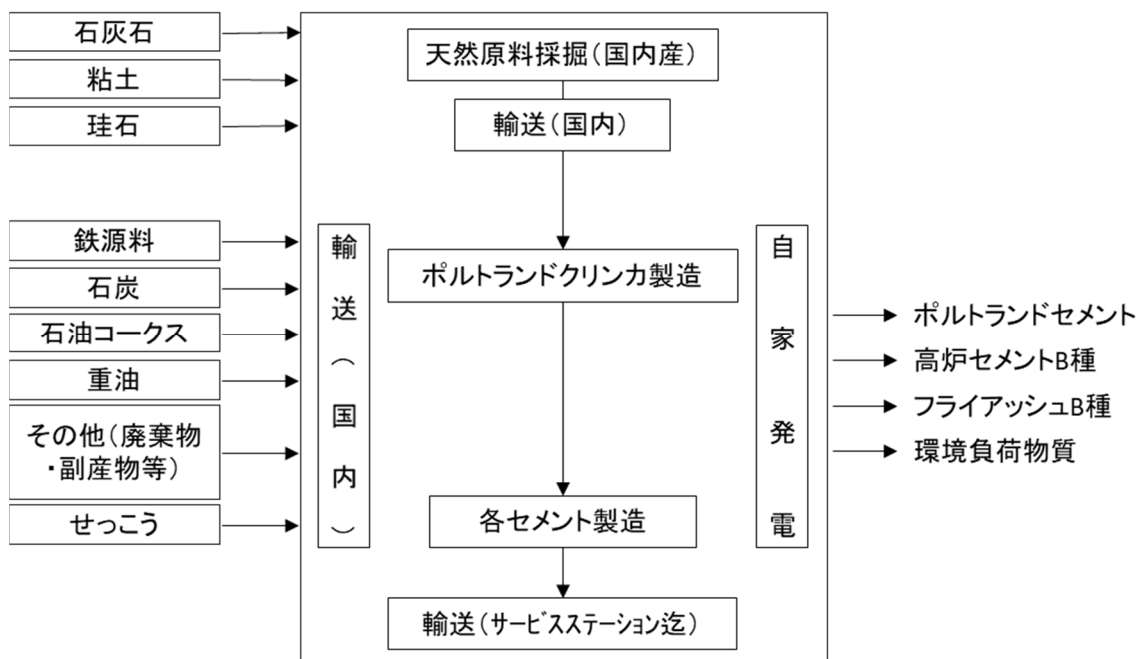 石灰石
粘土
珪石
鉄源料
石炭
石油コークス
重油
その他(廃棄物
・副産物等)
せっこう
天然原料採掘(国内産)
輸送(国内)
輸送(国内)
ポルトランドクリンカ製造
各セメント製造
輸送(サービスステーション迄)
自家発電
ポルトランドセメント
高炉セメントB種
フライアッシュB種
環境負荷物質